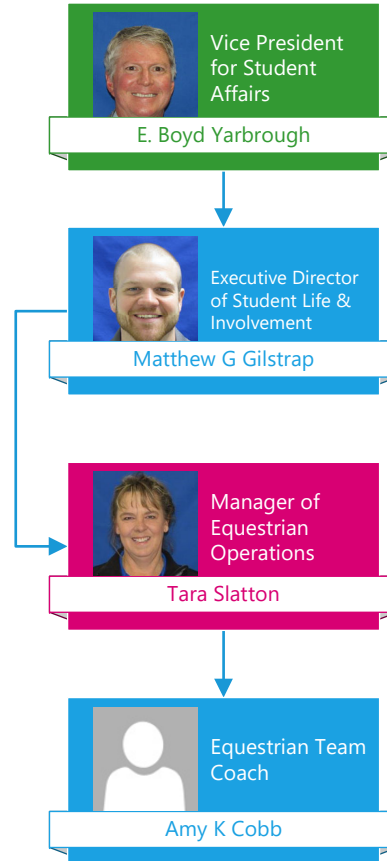 Vice President
for Student
Affairs
E. Boyd Yarbrough
Executive Director
of Student Life &
Involvement
Matthew G Gilstrap
Manager of
Equestrian
Operations
Tara Slatton
Equestrian Team
Coach
Amy K Cobb